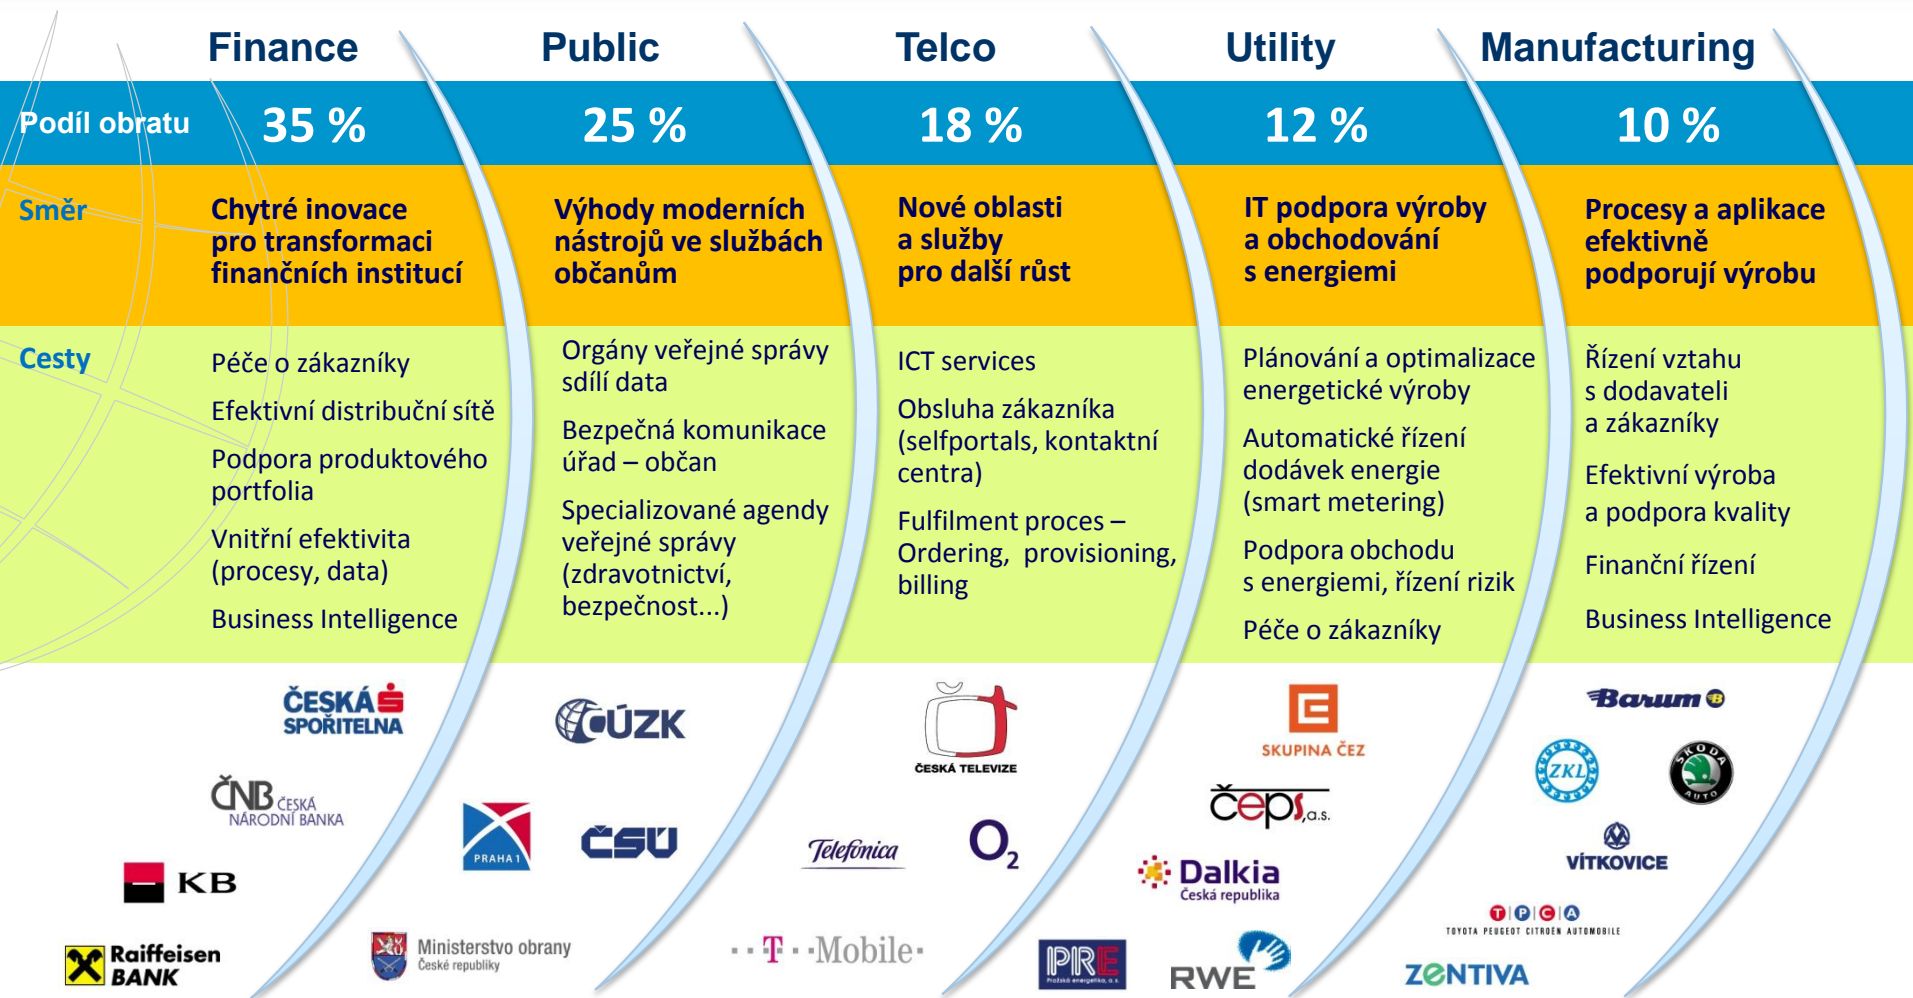 Finance
Public
Telco
Utility
Manufacturing
Podíl obratu
35 %
25 %
18 %
12 %
10 %
Směr
Chytré inovace
pro transformaci
finančních institucí
Výhody moderních
nástrojů ve službách
občanům
Nové oblasti
a služby
pro další růst
IT podpora výroby
a obchodování
s energiemi
Procesy a aplikace
efektivně
podporují výrobu
Cesty
Péče o zákazníky
Efektivní distribuční sítě
Podpora produktového
portfolia
Vnitřní efektivita
(procesy, data)
Business Intelligence
Orgány veřejné správy
sdílí data
Bezpečná komunikace
úřad – občan
Specializované agendy
veřejné správy
(zdravotnictví,
bezpečnost...)
ICT services
Obsluha zákazníka
(selfportals, kontaktní
centra)
Fulfilment proces –
Ordering, provisioning,
billing
Plánování a optimalizace
energetické výroby
Automatické řízení
dodávek energie
(smart metering)
Podpora obchodu
s energiemi, řízení rizik
Péče o zákazníky
Řízení vztahu
s dodavateli
a zákazníky
Efektivní výroba
a podpora kvality
Finanční řízení
Business Intelligence
ČESKÁ
SPOŘITELNA
ČNB ČESKÁ
NÁRODNÍ BANKA
KB
Raiffeisen
BANK
ČÚZK
PRAHA 1
ČSÚ
Ministerstvo obrany
České republiky
ČESKÁ TELEVIZE
Telefónica
O2
T Mobile
SKUPINA ČEZ
čeps,a.s.
Dalkia
Česká republika
PRE
Pražská energetika, a.s.
RWE
Barum
ZKL
SKODA
AUTO
VÍTKOVICE
TPCA
TOYOTA PEUGEOT CITROËN AUTOMOBILE
ZENTIVA